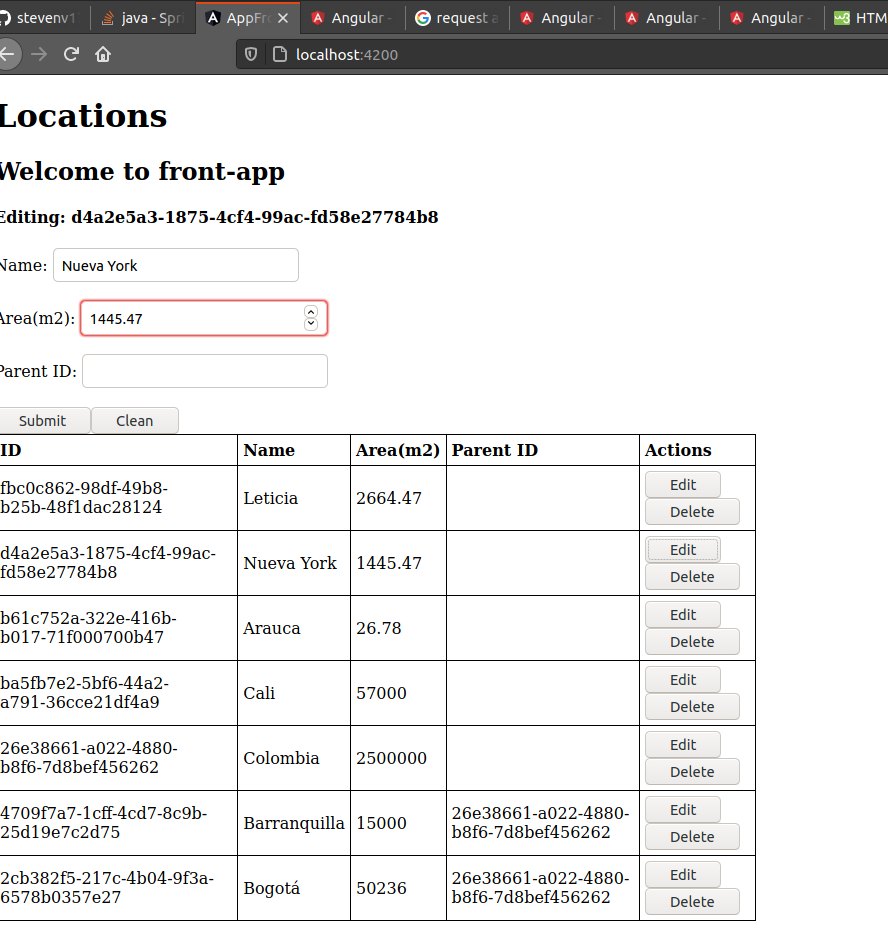 stevenv1
java - Spri
AppFro
Angular -
request a
Angular -
Angular -
Angular -
HTM
localhost:4200
Locations
Welcome to front-app
Editing: d4a2e5a3-1875-4cf4-99ac-fd58e27784b8
Name: Nueva York
Area(m2): 1445.47
Parent ID:
Submit Clean
ID Name Area(m2) Parent ID Actions
fbc0c862-98df-49b8-
b25b-48f1dac28124
Leticia
2664.47
Edit
Delete
d4a2e5a3-1875-4cf4-99ac-
fd58e27784b8
Nueva York
1445.47
Edit
Delete
b61c752a-322e-416b-
b017-71f000700b47
Arauca
26.78
Edit
Delete
ba5fb7e2-5bf6-44a2-
a791-36cce21df4a9
Cali
57000
Edit
Delete
26e38661-a022-4880-
b8f6-7d8bef456262
Colombia
2500000
Edit
Delete
4709f7a7-1cff-4cd7-8c9b-
25d19e7c2d75
Barranquilla
15000
26e38661-a022-4880-
b8f6-7d8bef456262
Edit
Delete
2cb382f5-217c-4b04-9f3a-
6578b0357e27
Bogotá
50236
26e38661-a022-4880-
b8f6-7d8bef456262
Edit
Delete